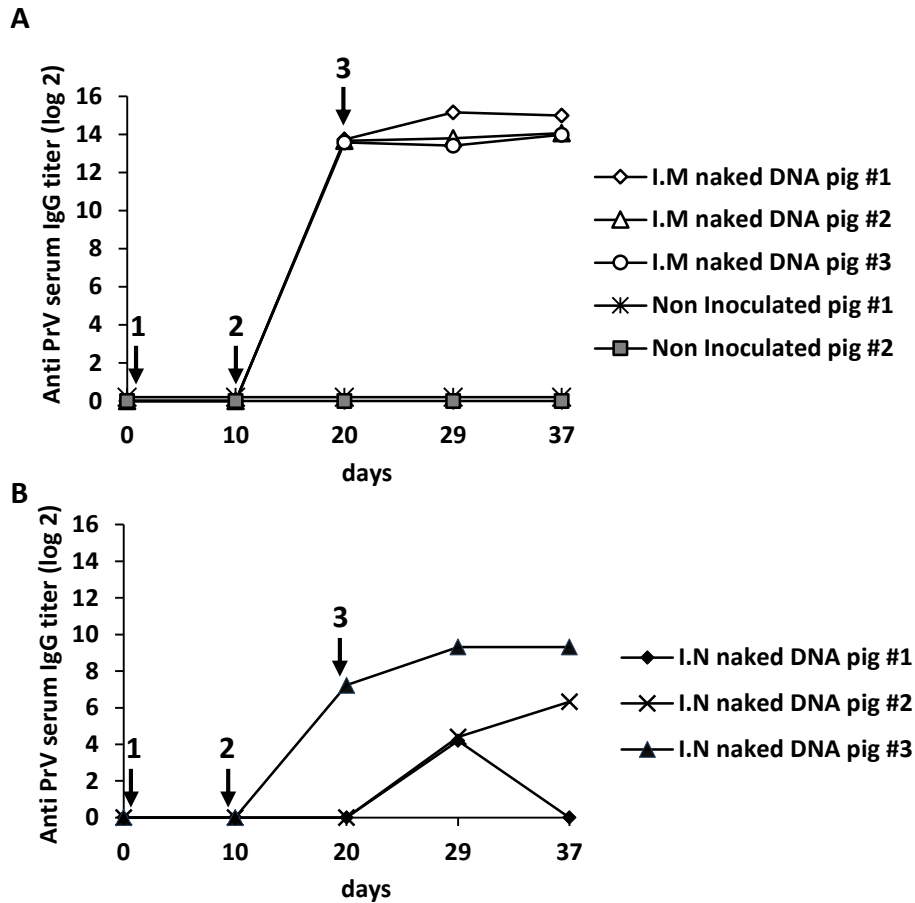 A
Anti PrV serum IgG titer (log 2)
16
14
12
10
8
6
4
2
0
1
2
3
0 10 20 29 37
days
I.M naked DNA pig #1
I.M naked DNA pig #2
I.M naked DNA pig #3
Non Inoculated pig #1
Non Inoculated pig #2
B
Anti PrV serum IgG titer (log 2)
16
14
12
10
8
6
4
2
0
1
2
3
0 10 20 29 37
days
I.N naked DNA pig #1
I.N naked DNA pig #2
I.N naked DNA pig #3